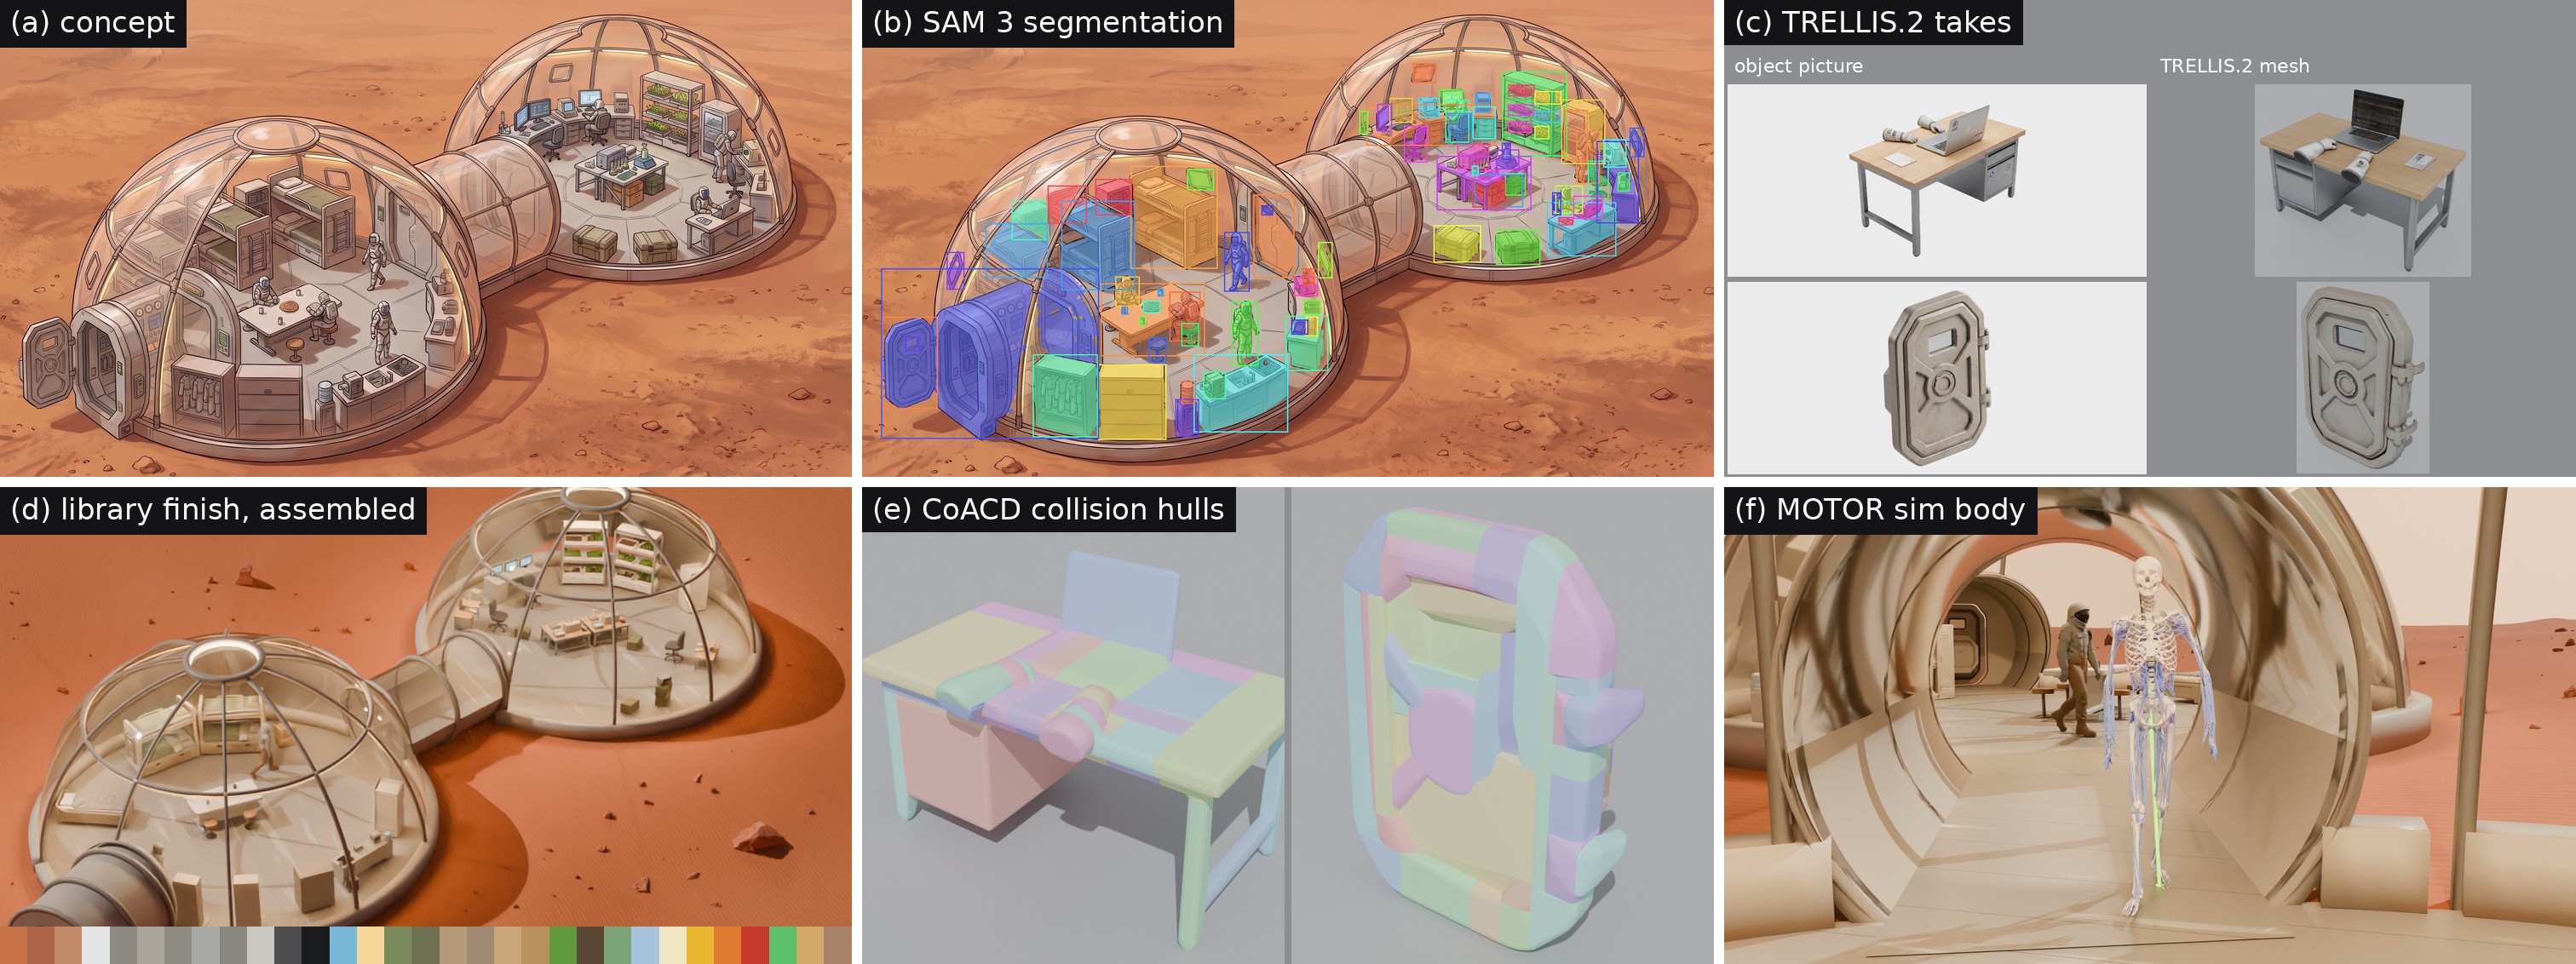 (a) concept
(b) SAM 3 segmentation
(c) TRELLIS.2 takes
object picture
TRELLIS.2 mesh
(d) library finish, assembled
(e) CoACD collision hulls
(f) MOTOR sim body